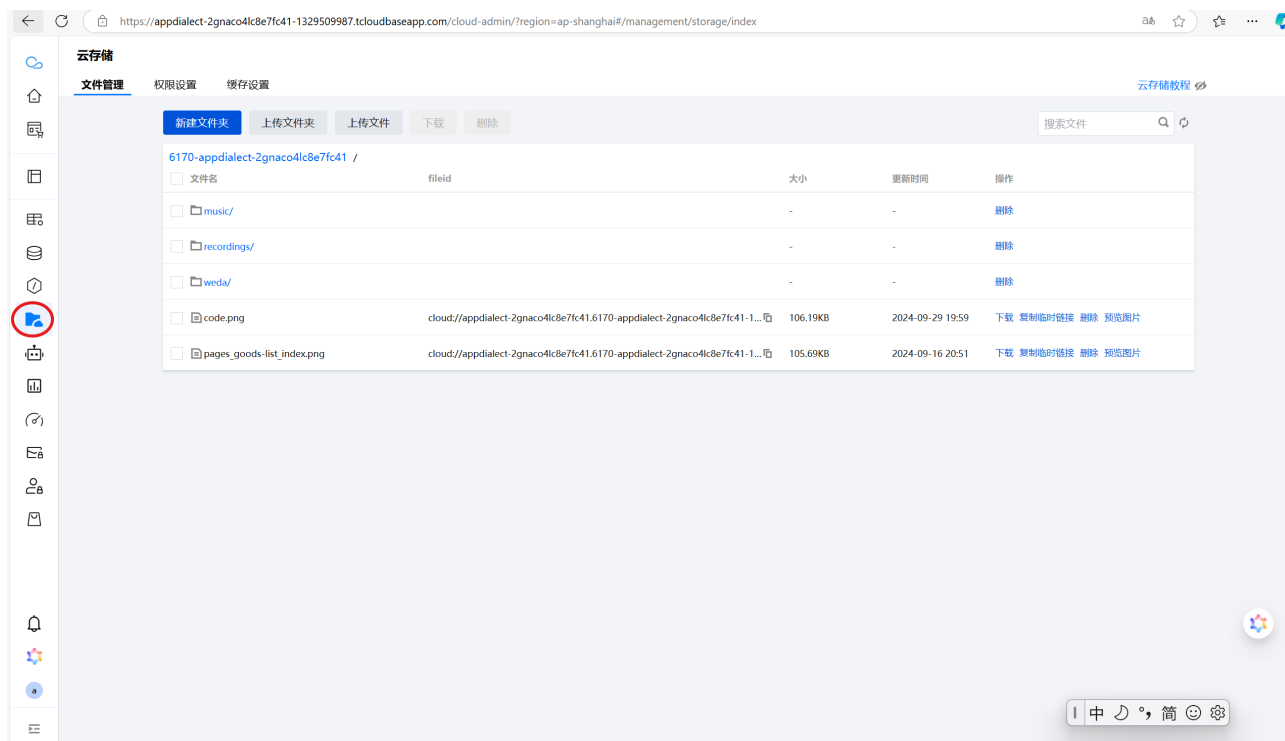 https://appdialect-2gnaco4lc8e7fc41-1329509987.tcloudbaseapp.com/cloud-admin/?region=ap-shanghai#/management/storage/index
云存储
文件管理 权限设置 缓存设置 云存储教程
新建文件夹 上传文件夹 上传文件 下载 删除 搜索文件
6170-appdialect-2gnaco4lc8e7fc41 /
文件名 fileid 大小 更新时间 操作
music/ - - 删除
recordings/ - - 删除
weda/ - - 删除
code.png cloud://appdialect-2gnaco4lc8e7fc41.6170-appdialect-2gnaco4lc8e7fc41-1... 106.19KB 2024-09-29 19:59 下载 复制临时链接 删除 预览图片
pages_goods-list_index.png cloud://appdialect-2gnaco4lc8e7fc41.6170-appdialect-2gnaco4lc8e7fc41-1... 105.69KB 2024-09-16 20:51 下载 复制临时链接 删除 预览图片
a
中 °, 简